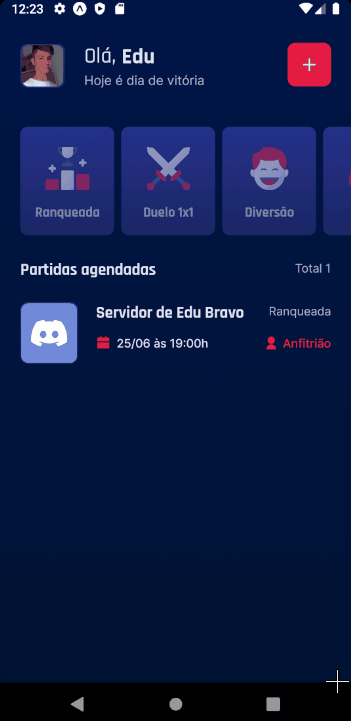 12:23
Olá, Edu
Hoje é dia de vitória
Ranqueada
Duelo 1x1
Diversão
Partidas agendadas
Total 1
Servidor de Edu Bravo
Ranqueada
25/06 às 19:00h
Anfitrião